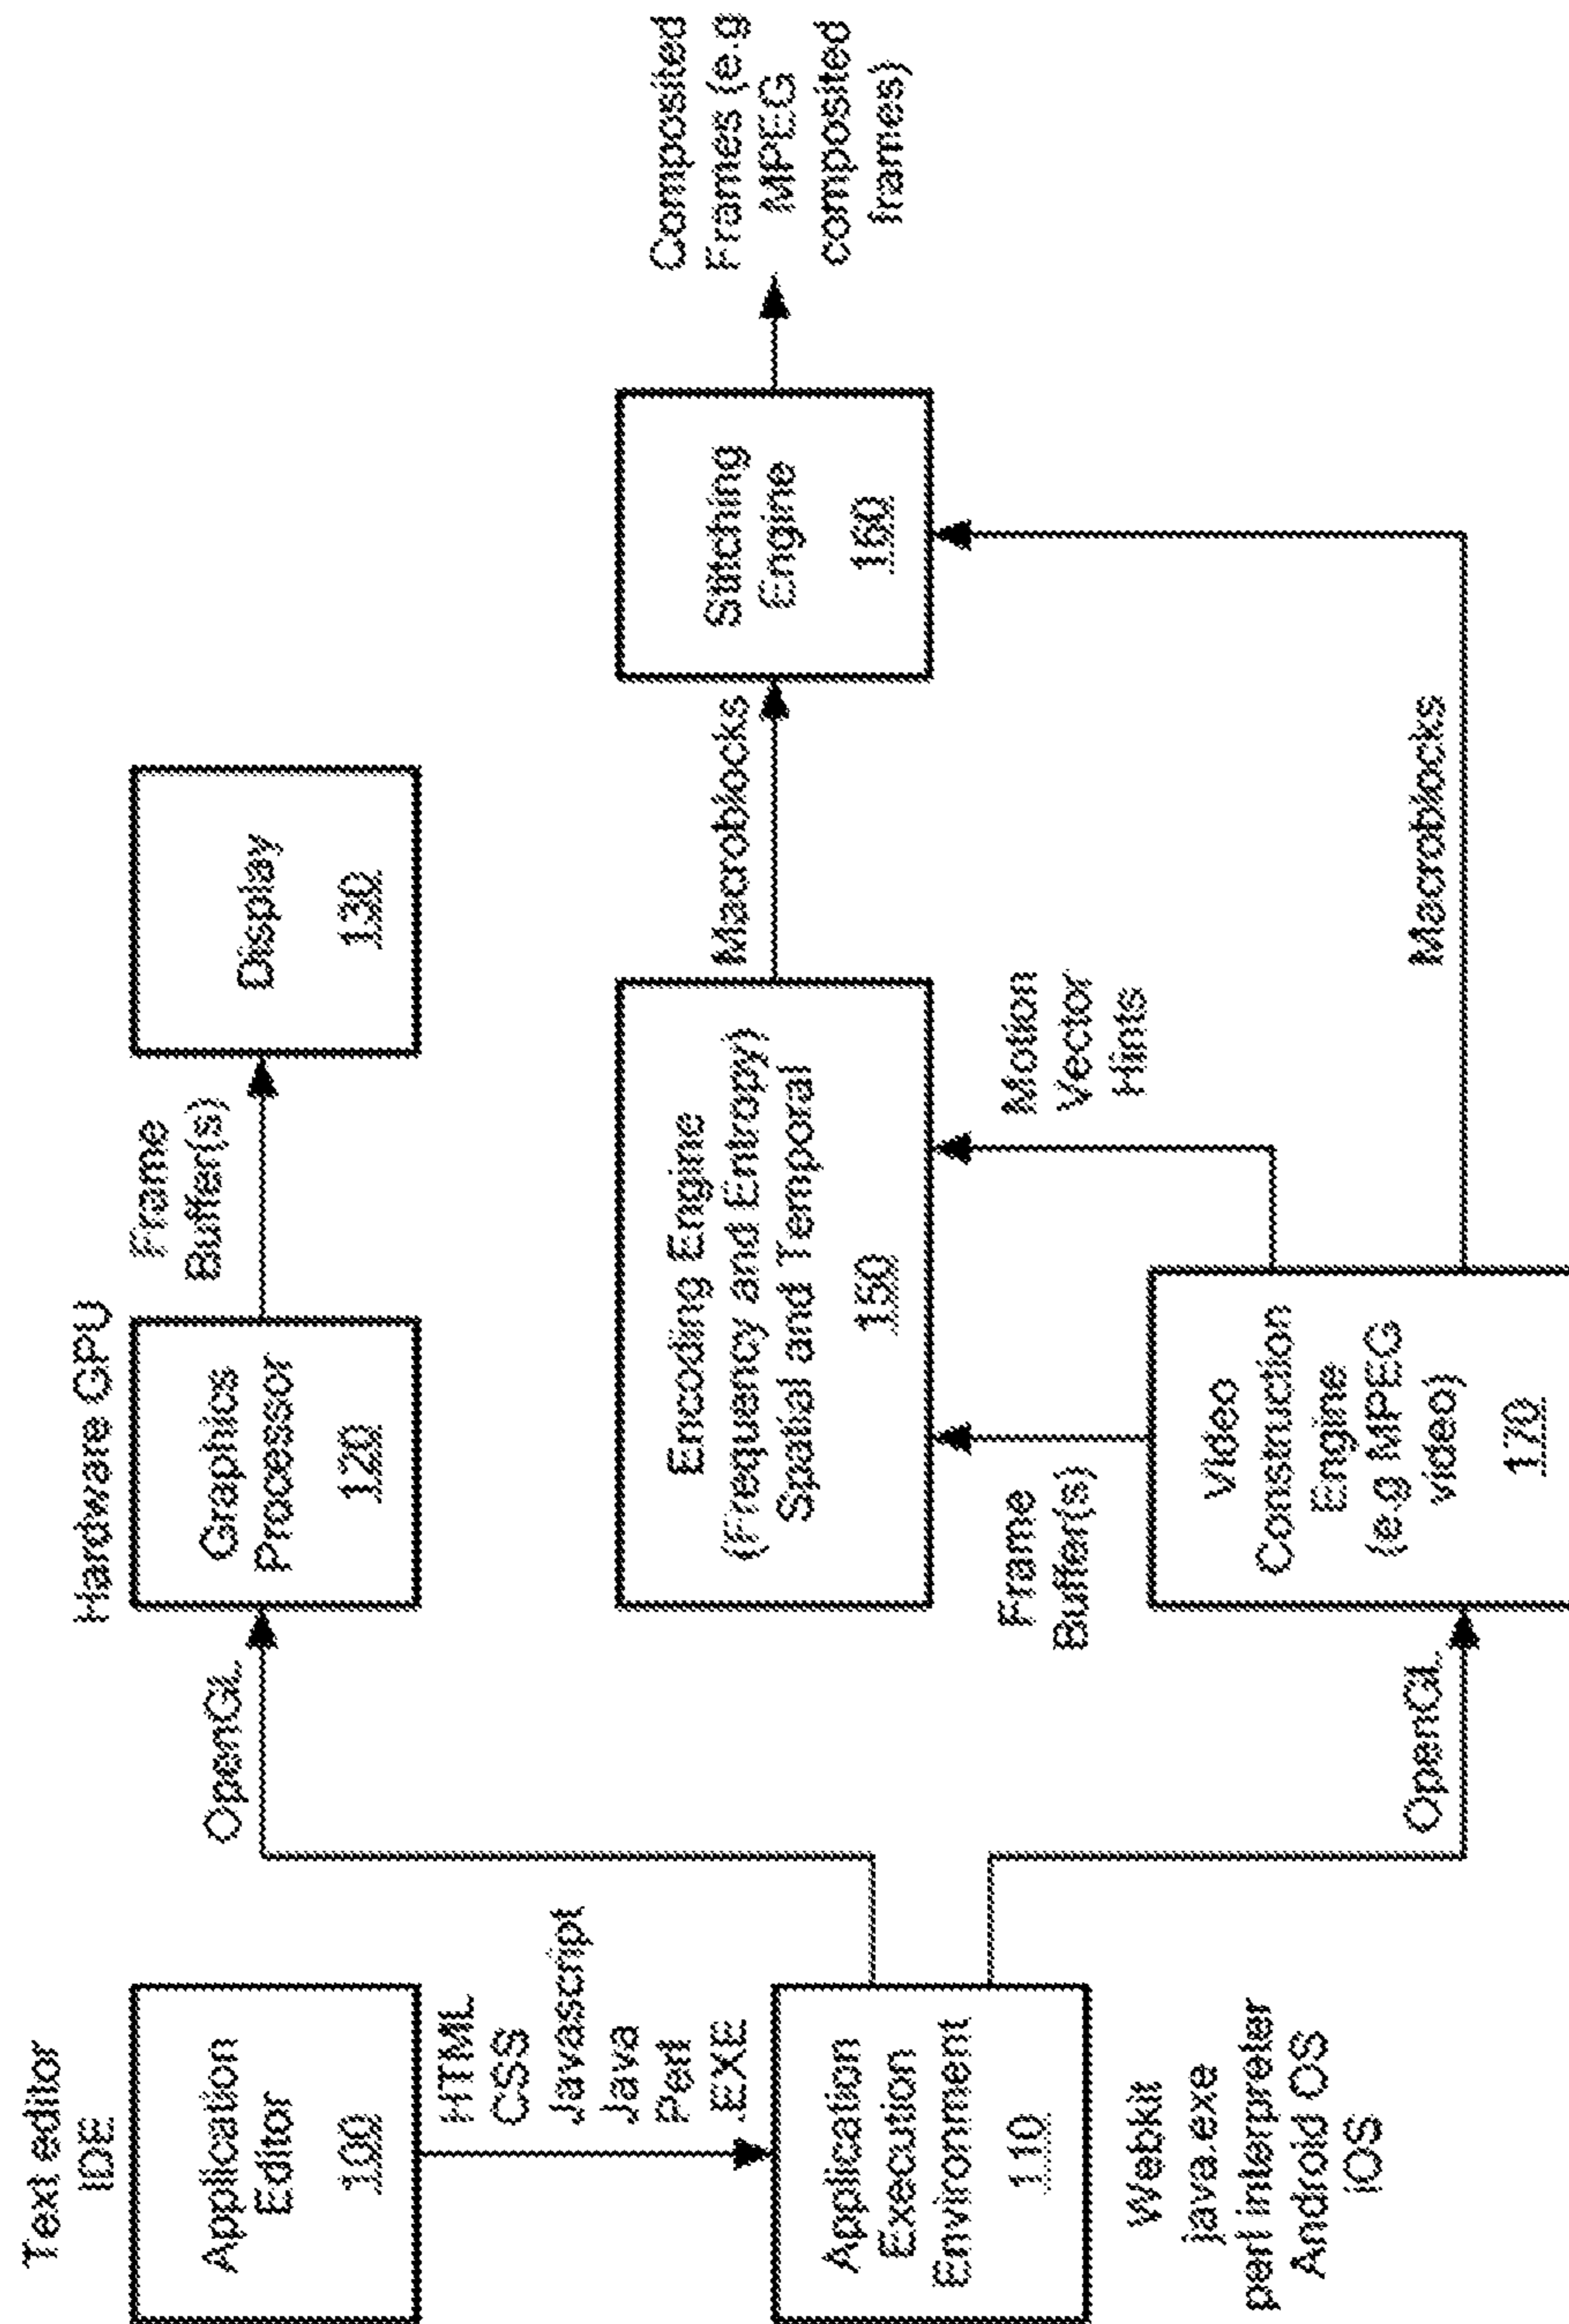 Text editor
IDE
Application
Editor
100
HTML
CSS
Javascript
Java
Perl
.EXE
Application
Execution
Environment
110
Webkit
java.exe
perl interpreter
Android OS
iOS
OpenGL
Hardware GPU
Graphics
Processor
120
Frame
Buffer(s)
Display
130
OpenGL
Video
Construction
Engine
(e.g MPEG
video)
170
Frame
Buffer(s)
Motion
Vector
Hints
Encoding Engine
(Frequency and Entropy)
Spatial and Temporal
150
Macroblocks
Macroblocks
Stitching
Engine
160
Composited
Frames (e.g
MPEG
composited
frames)